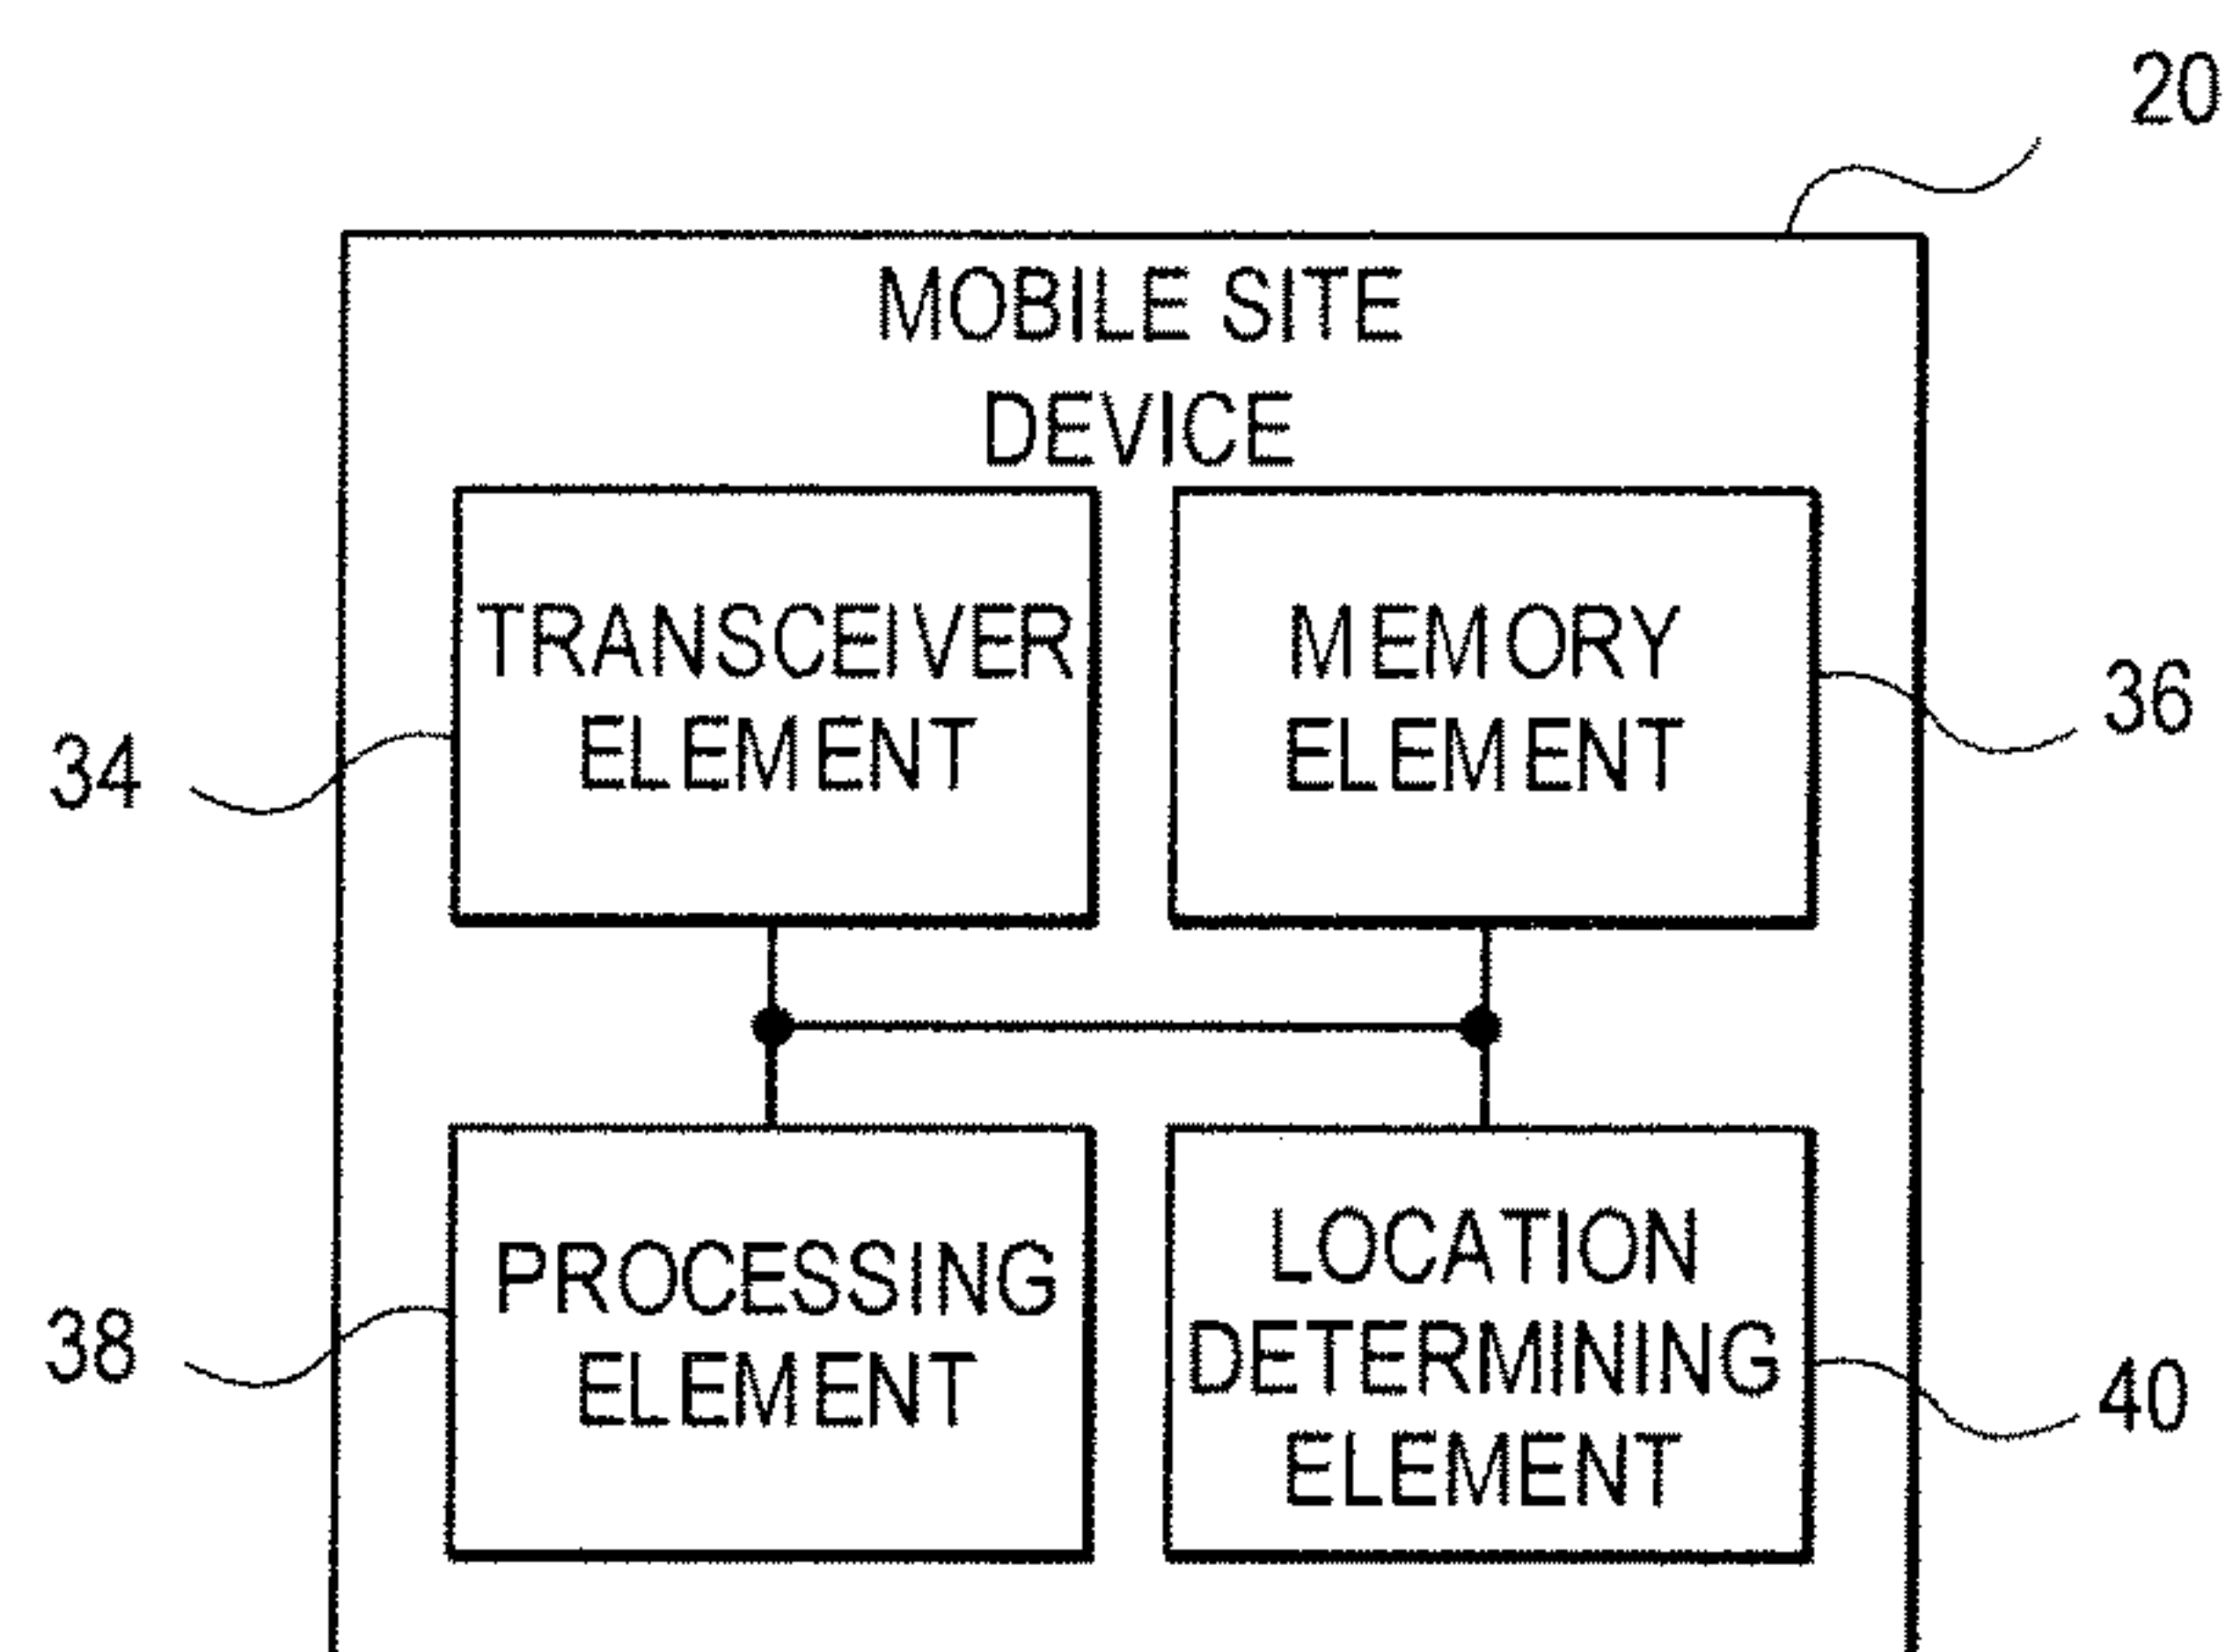 20
MOBILE SITE
DEVICE
TRANSCEIVER
ELEMENT
34
MEMORY
ELEMENT
36
PROCESSING
ELEMENT
38
LOCATION
DETERMINING
ELEMENT
40